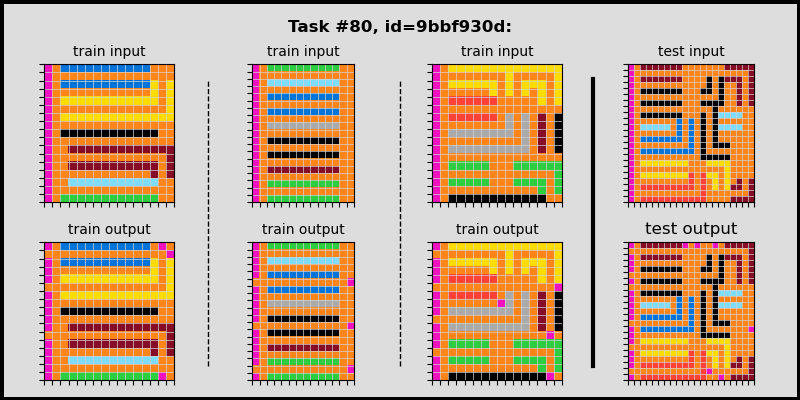 Task #80, id=9bbf930d:
train input
train input
train input
test input
train output
train output
train output
test output